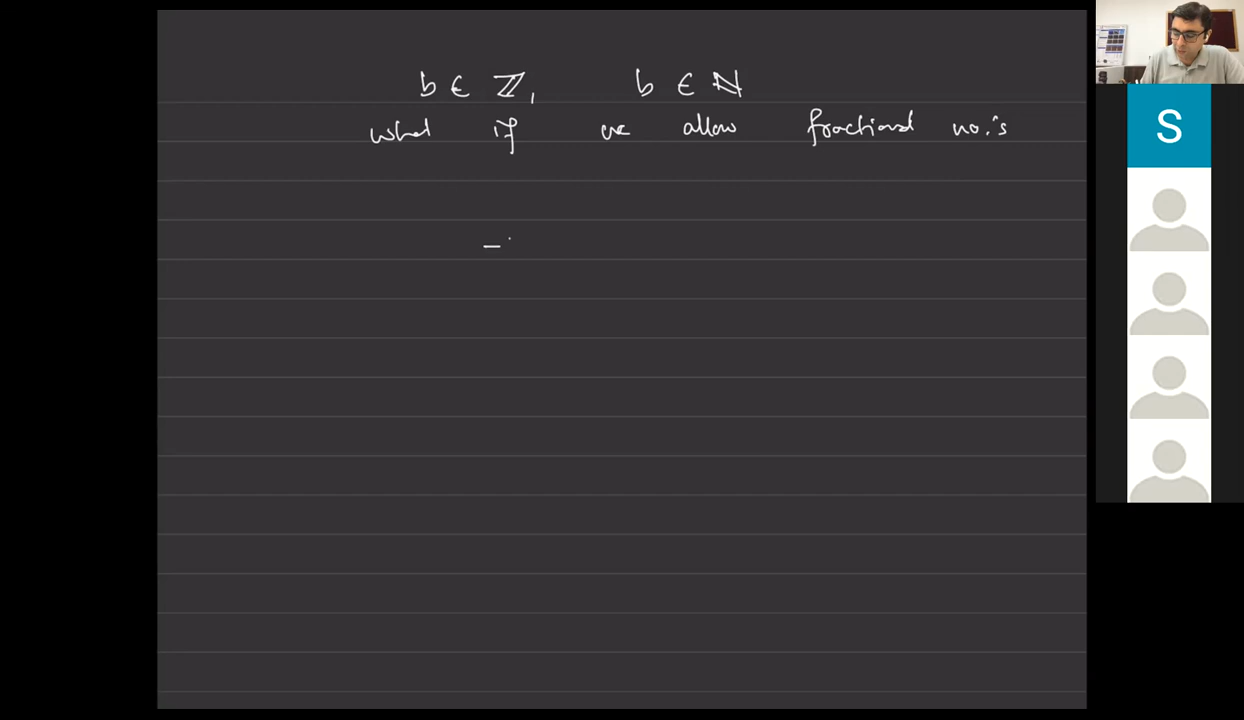 b ∈ ℤ, b ∈ ℕ
what if we allow fractional no.'s
–
S